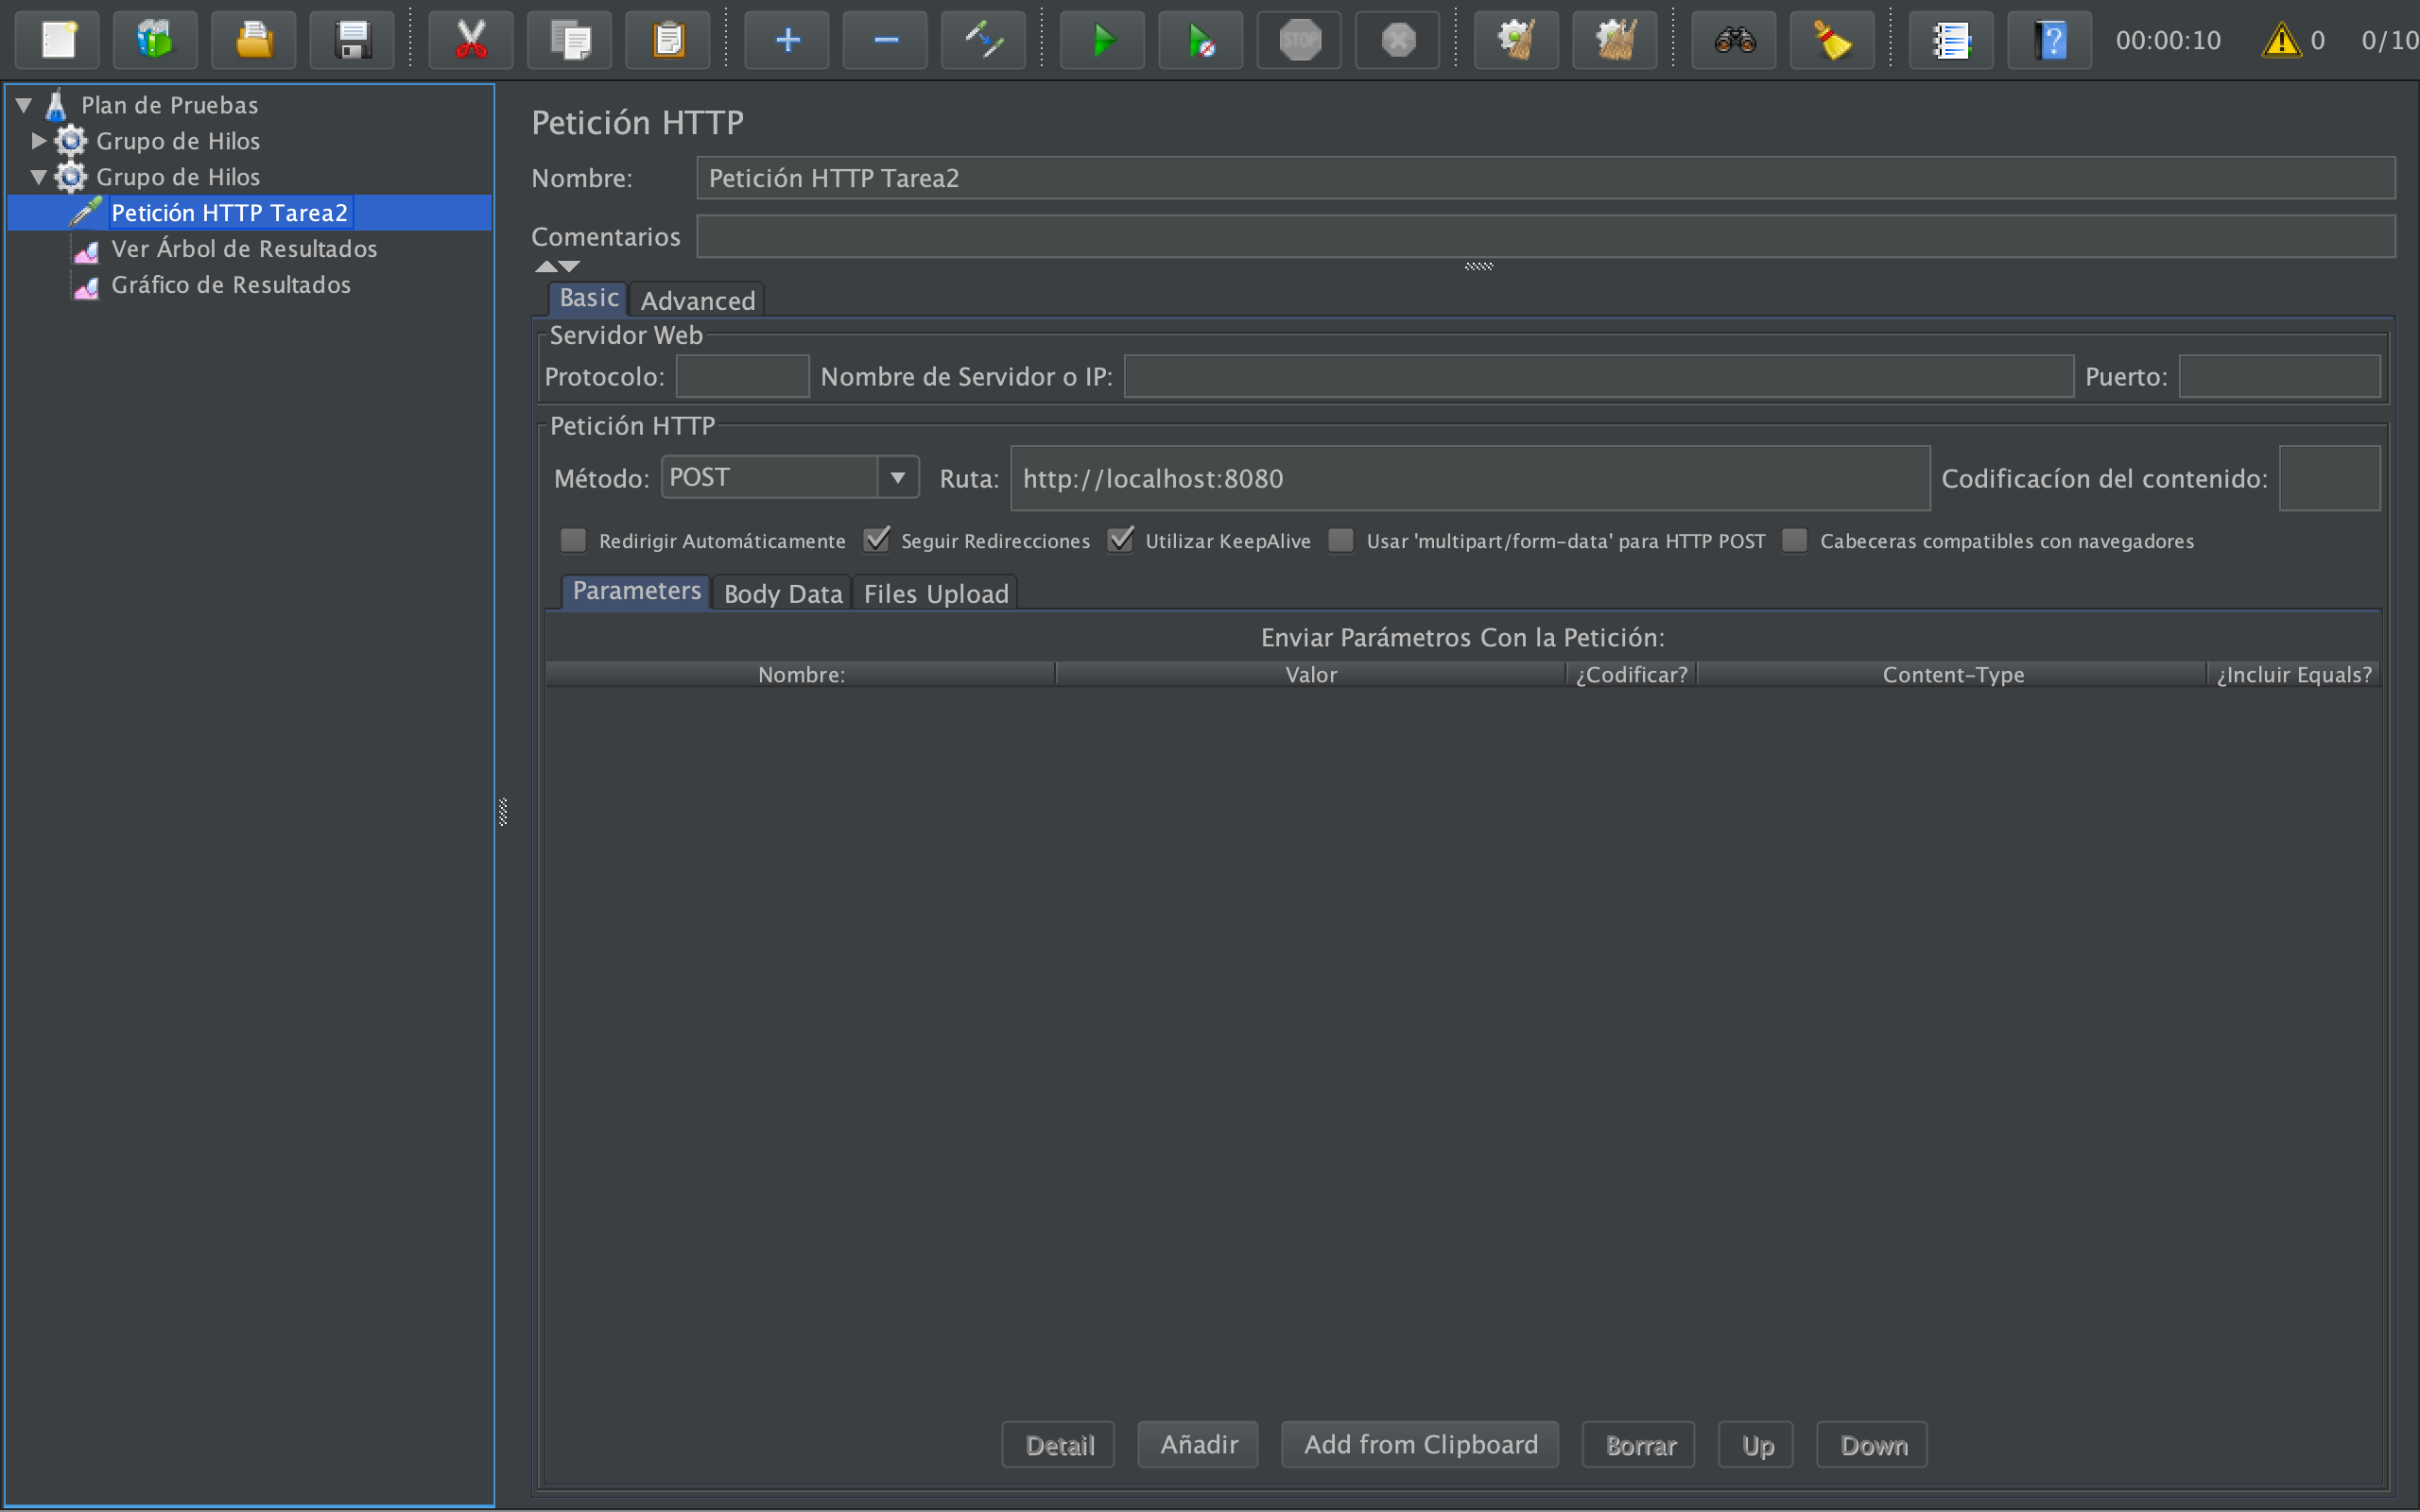 STOP
00:00:10
0
0/10
Plan de Pruebas
Grupo de Hilos
Grupo de Hilos
Petición HTTP Tarea2
Ver Árbol de Resultados
Gráfico de Resultados
Petición HTTP
Nombre: Petición HTTP Tarea2
Comentarios
Basic Advanced
Servidor Web
Protocolo: Nombre de Servidor o IP: Puerto:
Petición HTTP
Método: POST Ruta: http://localhost:8080 Codificacíon del contenido:
Redirigir Automáticamente Seguir Redirecciones Utilizar KeepAlive Usar 'multipart/form-data' para HTTP POST Cabeceras compatibles con navegadores
Parameters Body Data Files Upload
Enviar Parámetros Con la Petición:
Nombre: Valor ¿Codificar? Content-Type ¿Incluir Equals?
Detail Añadir Add from Clipboard Borrar Up Down